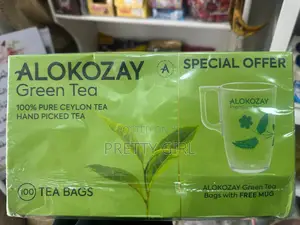 ALOKOZAY
Green Tea
100% PURE CEYLON TEA
HAND PICKED TEA
100 TEA BAGS
A
SPECIAL OFFER
ALOKOZAY
ALOKOZAY Green Tea
Bags with FREE MUG
PRETTY GIRL